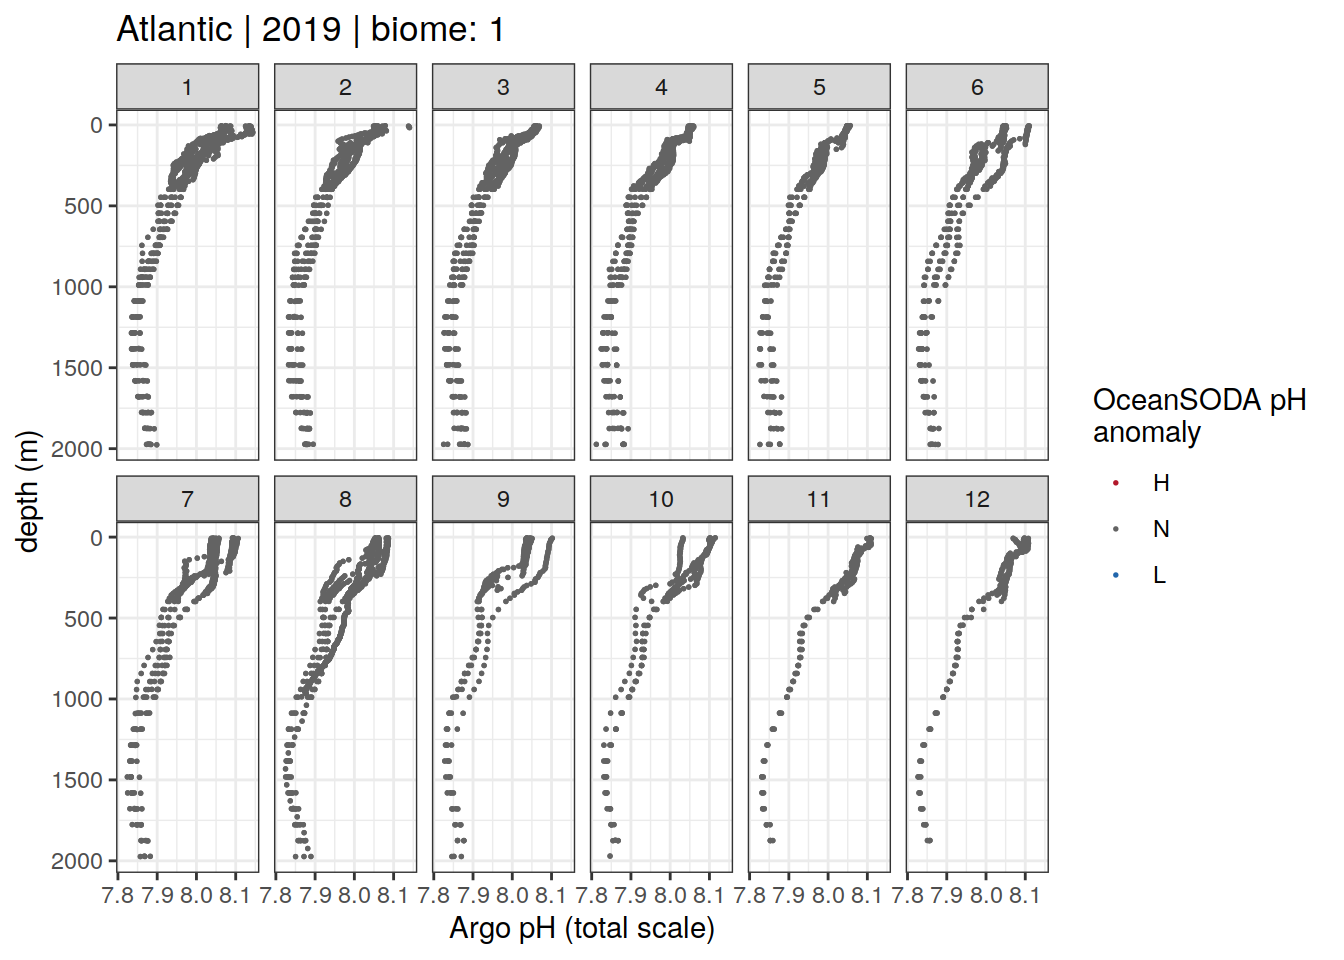 Atlantic | 2019 | biome: 1
1 2 3 4 5 6
0
500
1000
1500
2000
7 8 9 10 11 12
0
500
1000
1500
2000
7.8 7.9 8.0 8.1 7.8 7.9 8.0 8.1 7.8 7.9 8.0 8.1 7.8 7.9 8.0 8.1 7.8 7.9 8.0 8.1 7.8 7.9 8.0 8.1
Argo pH (total scale)
depth (m)
OceanSODA pH
anomaly
H
N
L